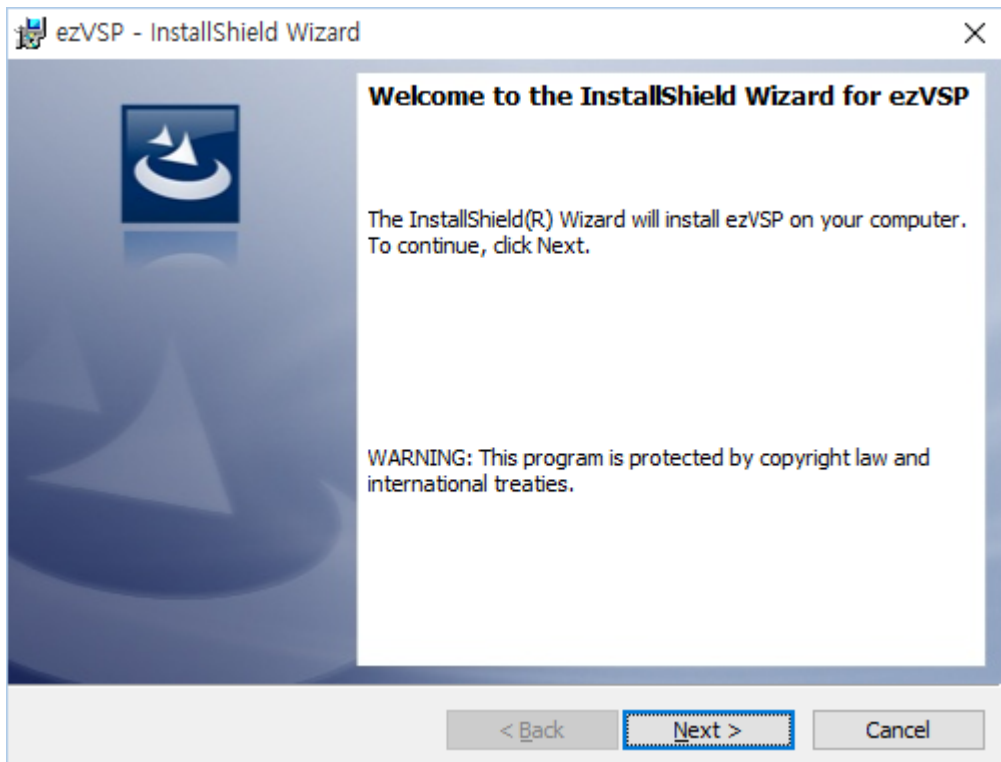 ezVSP - InstallShield Wizard
Welcome to the InstallShield Wizard for ezVSP
The InstallShield(R) Wizard will install ezVSP on your computer.
To continue, click Next.
WARNING: This program is protected by copyright law and
international treaties.
< Back
Next >
Cancel